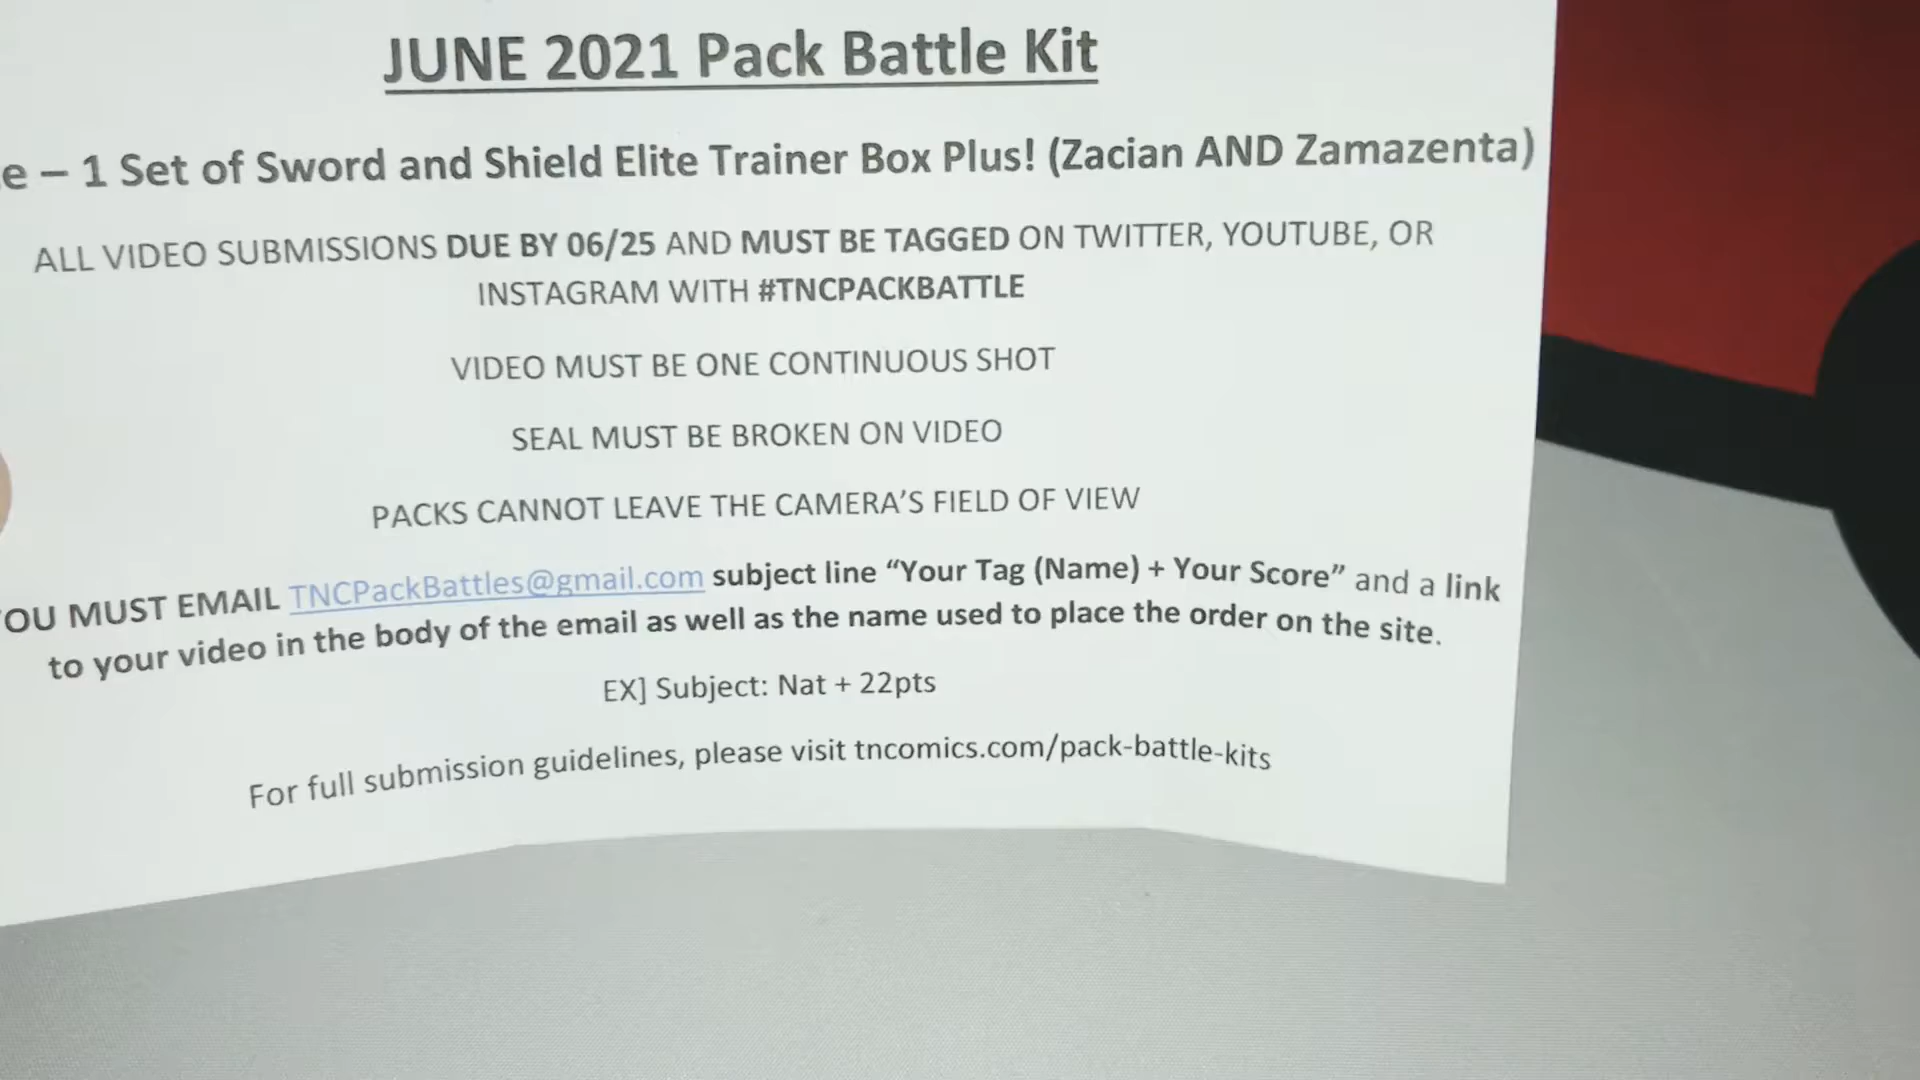 JUNE 2021 Pack Battle Kit
– 1 Set of Sword and Shield Elite Trainer Box Plus! (Zacian AND Zamazenta)
ALL VIDEO SUBMISSIONS DUE BY 06/25 AND MUST BE TAGGED ON TWITTER, YOUTUBE, OR
INSTAGRAM WITH #TNCPACKBATTLE
VIDEO MUST BE ONE CONTINUOUS SHOT
SEAL MUST BE BROKEN ON VIDEO
PACKS CANNOT LEAVE THE CAMERA’S FIELD OF VIEW
YOU MUST EMAIL TNCPackBattles@gmail.com subject line “Your Tag (Name) + Your Score” and a link
to your video in the body of the email as well as the name used to place the order on the site.
EX] Subject: Nat + 22pts
For full submission guidelines, please visit tncomics.com/pack-battle-kits